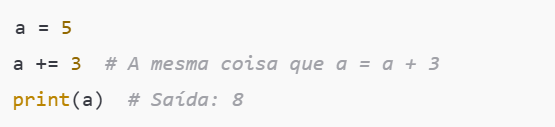 a = 5
a += 3  # A mesma coisa que a = a + 3
print(a)  # Saída: 8